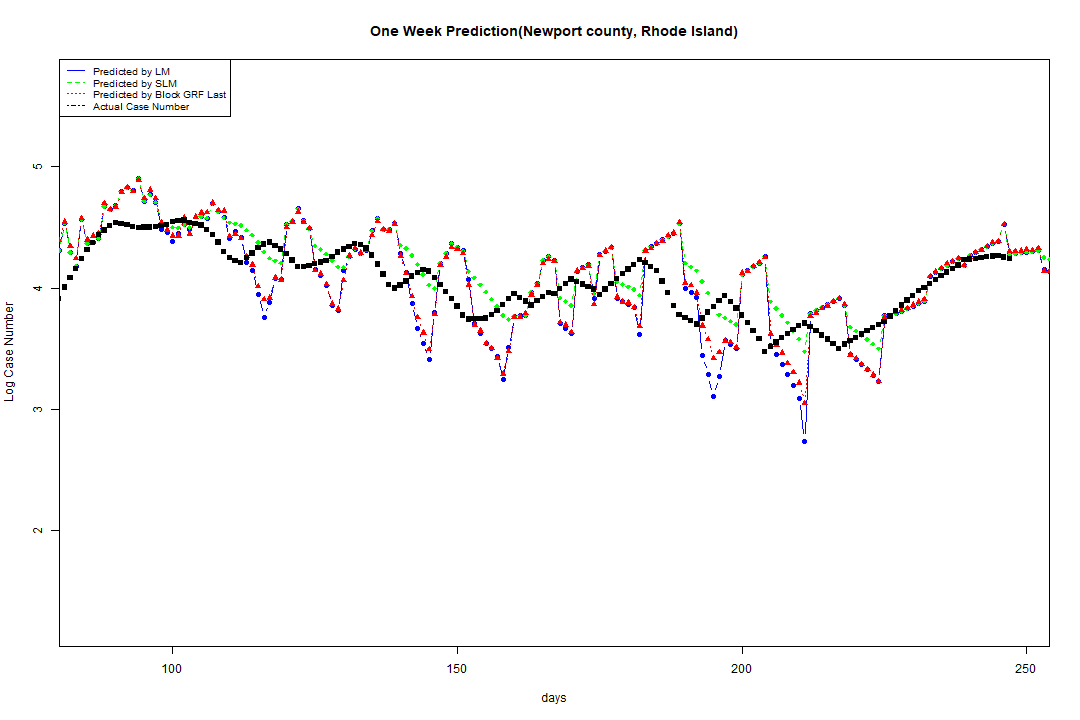 One Week Prediction(Newport county, Rhode Island)
Predicted by LM
Predicted by SLM
Predicted by Block GRF Last
Actual Case Number
5
4
3
2
Log Case Number
100 150 200 250
days